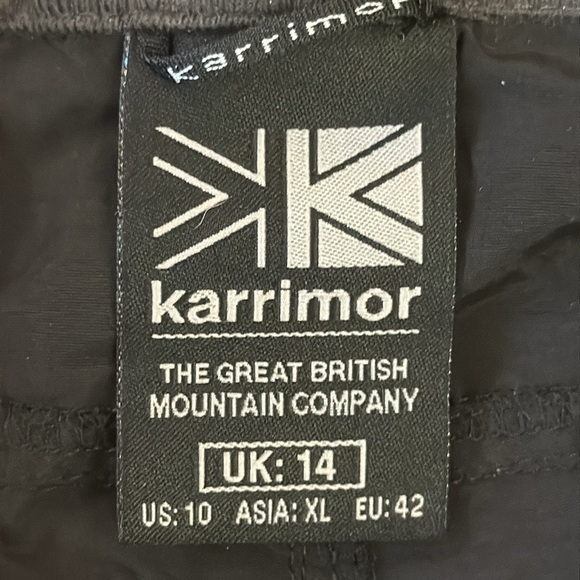 karrimor
karrimor
THE GREAT BRITISH
MOUNTAIN COMPANY
UK: 14
US: 10 ASIA: XL EU: 42